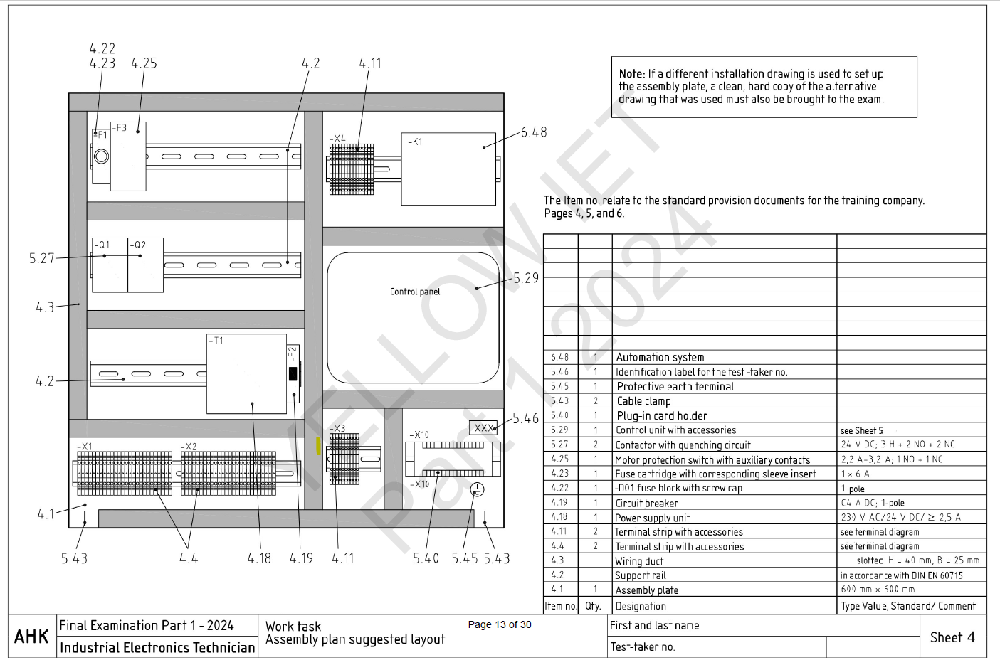 4.22
4.23
4.25
4.2
4.11
Note: If a different installation drawing is used to set up
the assembly plate, a clean, hard copy of the alternative
drawing that was used must also be brought to the exam.
-F1
-F3
-X4
-K1
6.48
The Item no. relate to the standard provision documents for the training company.
Pages 4, 5, and 6.
-Q1
-Q2
5.27
5.29
Control panel
4.3
-T1
-F2
4.2
5.46
-X3
-X10
XXX
-X1
-X2
-X10
4.1
5.43
4.4
4.18
4.19
4.11
5.40
5.45
5.43
YELLOW JET
Part 1 2024
6.48 1 Automation system
5.46 1 Identification label for the test -taker no.
5.45 1 Protective earth terminal
5.43 2 Cable clamp
5.40 1 Plug-in card holder
5.29 1 Control unit with accessories see Sheet 5
5.27 2 Contactor with quenching circuit 24 V DC; 3 H + 2 NO + 2 NC
4.25 1 Motor protection switch with auxiliary contacts 2,2 A-3,2 A; 1 NO + 1 NC
4.23 1 Fuse cartridge with corresponding sleeve insert 1 × 6 A
4.22 1 -D01 fuse block with screw cap 1-pole
4.19 1 Circuit breaker C4 A DC; 1-pole
4.18 1 Power supply unit 230 V AC/24 V DC/ ≥ 2,5 A
4.11 2 Terminal strip with accessories see terminal diagram
4.4 2 Terminal strip with accessories see terminal diagram
4.3 Wiring duct slotted H = 40 mm, B = 25 mm
4.2 Support rail in accordance with DIN EN 60715
4.1 1 Assembly plate 600 mm × 600 mm
Item no. Qty. Designation Type Value, Standard/ Comment
AHK
Final Examination Part 1 - 2024
Industrial Electronics Technician
Work task
Assembly plan suggested layout
Page 13 of 30
First and last name
Test-taker no.
Sheet 4